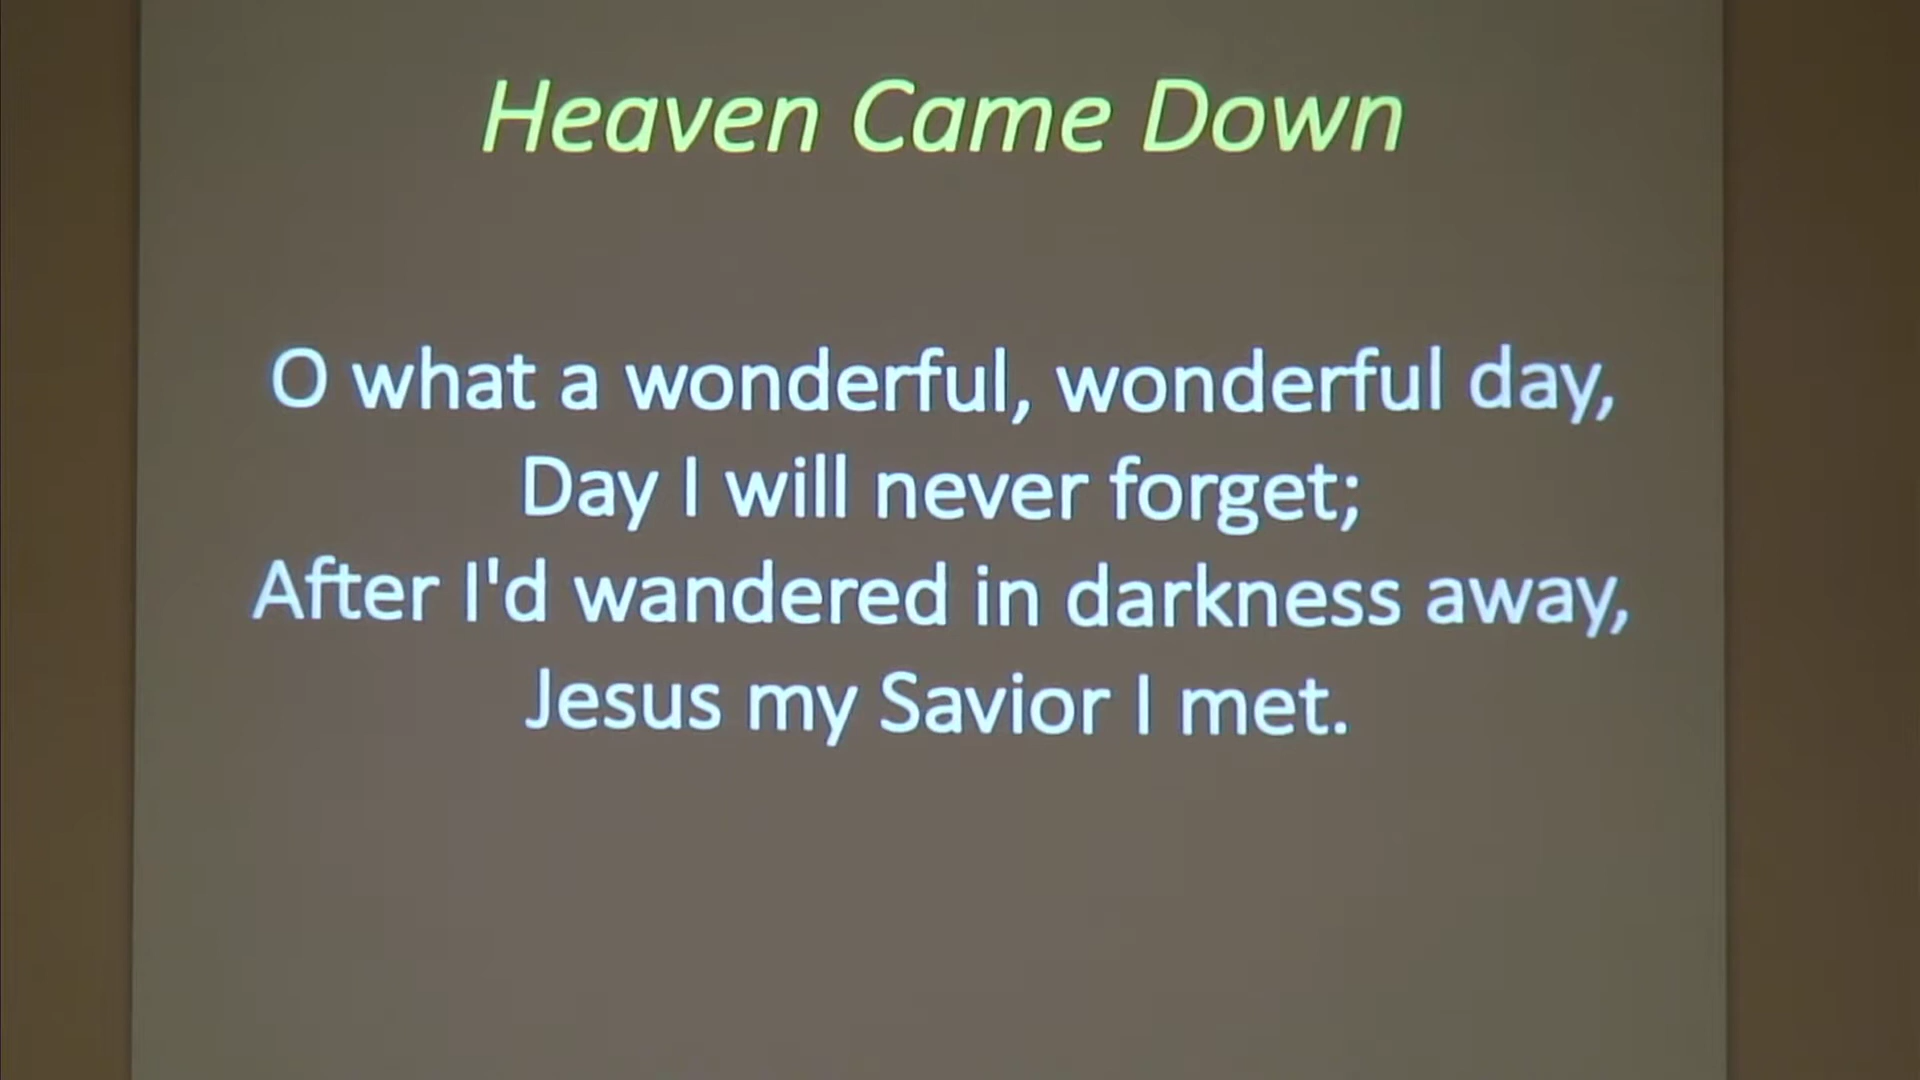 Heaven Came Down
O what a wonderful, wonderful day,
Day I will never forget;
After I'd wandered in darkness away,
Jesus my Savior I met.